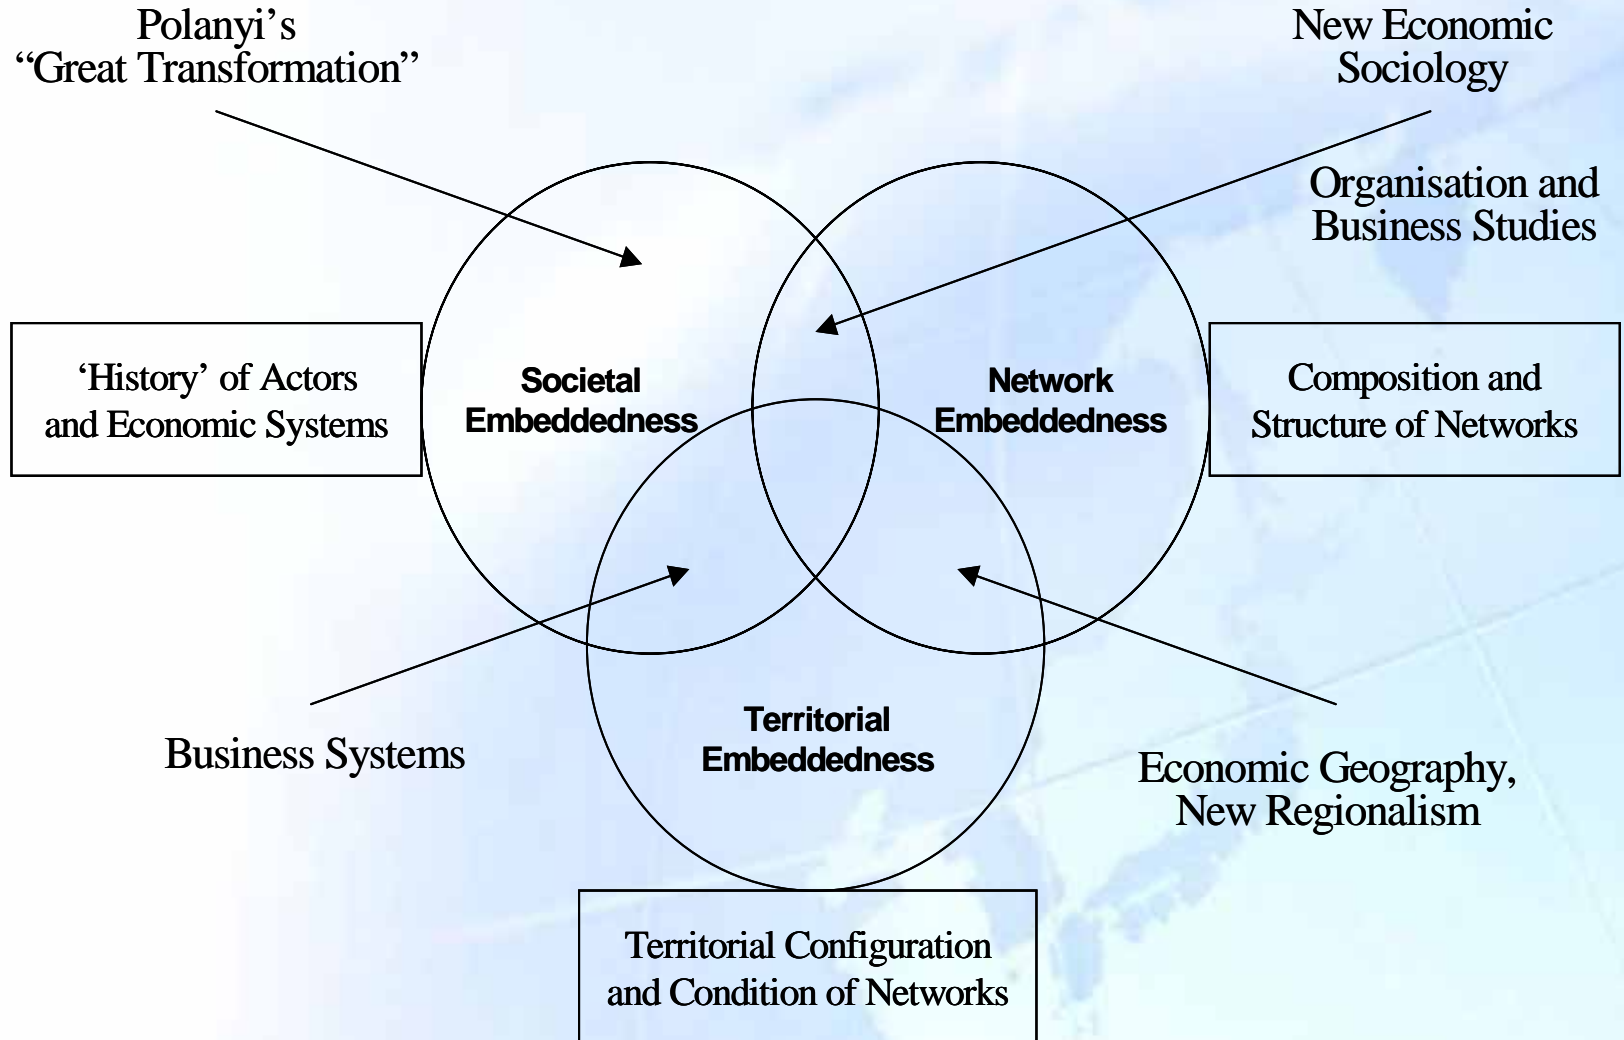 Polanyi’s
“Great Transformation”
New Economic
Sociology
Organisation and
Business Studies
‘History’ of Actors
and Economic Systems
Societal
Embeddedness
Network
Embeddedness
Composition and
Structure of Networks
Territorial
Embeddedness
Business Systems
Economic Geography,
New Regionalism
Territorial Configuration
and Condition of Networks